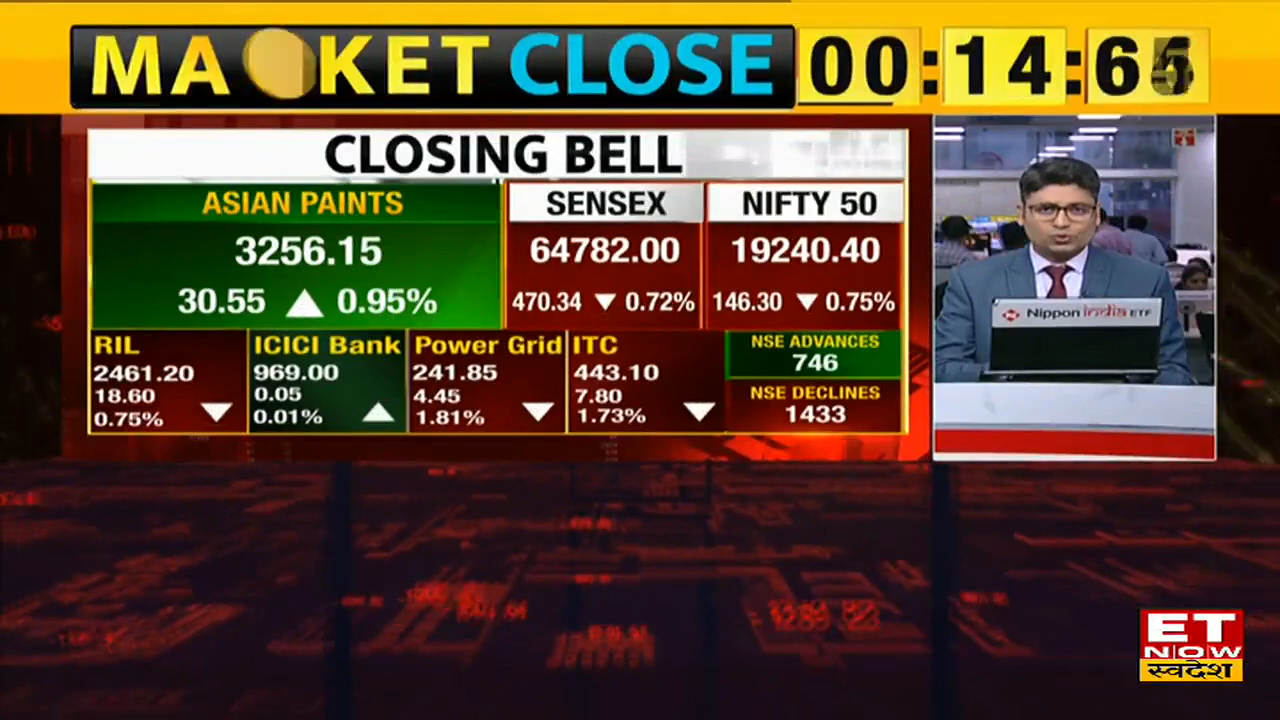 MARKET CLOSE
00:14:6
CLOSING BELL
ASIAN PAINTS
3256.15
30.55 ▲ 0.95%
SENSEX
64782.00
470.34 ▼ 0.72%
NIFTY 50
19240.40
146.30 ▼ 0.75%
RIL
2461.20
18.60
0.75% ▼
ICICI Bank
969.00
0.05
0.01% ▲
Power Grid
241.85
4.45
1.81% ▼
ITC
443.10
7.80
1.73% ▼
NSE ADVANCES
746
NSE DECLINES
1433
Nippon india ETF
ET
NOW
स्वदेश